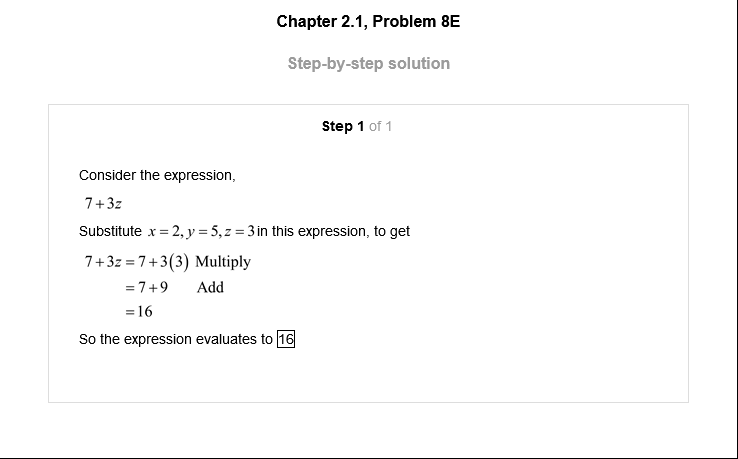 Chapter 2.1, Problem 8E
Step-by-step solution
Step 1 of 1
Consider the expression,
7+3z
Substitute x = 2, y = 5, z = 3 in this expression, to get
7+3z = 7+3(3) Multiply
= 7+9 Add
= 16
So the expression evaluates to 16